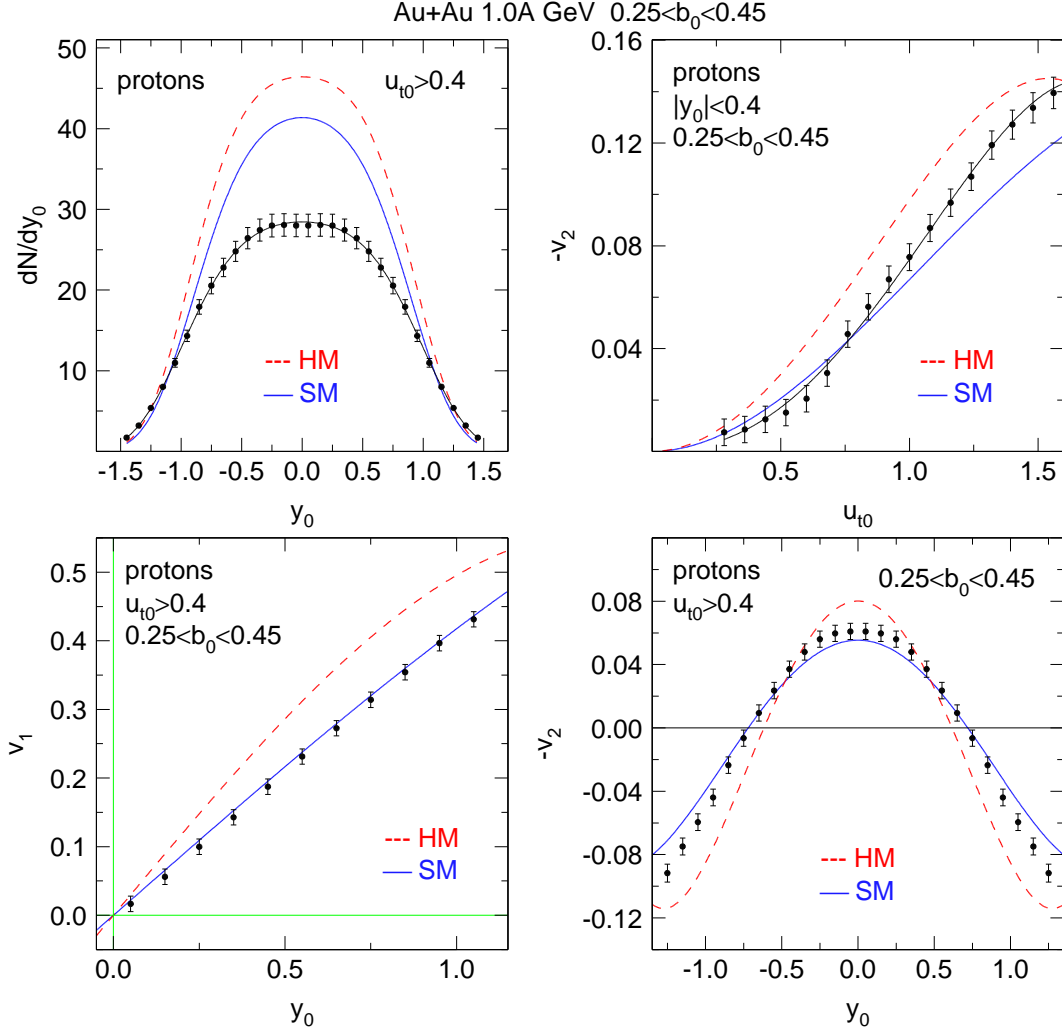 Au+Au 1.0A GeV 0.25<b₀<0.45
50
40
30
20
10
dN/dy₀
protons
uₜ₀>0.4
HM
SM
-1.5 -1.0 -0.5 0.0 0.5 1.0 1.5
y₀
0.16
0.12
0.08
0.04
-v₂
protons
|y₀|<0.4
0.25<b₀<0.45
HM
SM
0.5 1.0 1.5
uₜ₀
0.5
0.4
0.3
0.2
0.1
0.0
v₁
protons
uₜ₀>0.4
0.25<b₀<0.45
HM
SM
0.0 0.5 1.0
y₀
0.08
0.04
0.00
-0.04
-0.08
-0.12
-v₂
protons
0.25<b₀<0.45
uₜ₀>0.4
HM
SM
-1.0 -0.5 0.0 0.5 1.0
y₀